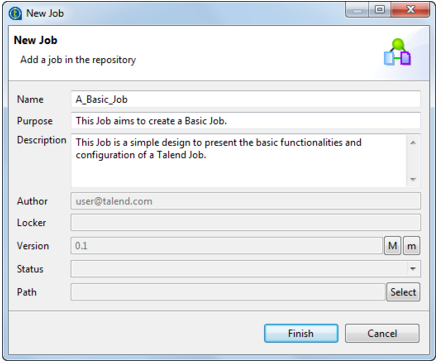 New Job
New Job
Add a job in the repository
Name A_Basic_Job
Purpose This Job aims to create a Basic Job.
Description This Job is a simple design to present the basic functionalities and
configuration of a Talend Job.
Author user@talend.com
Locker
Version 0.1 M m
Status
Path Select
Finish Cancel